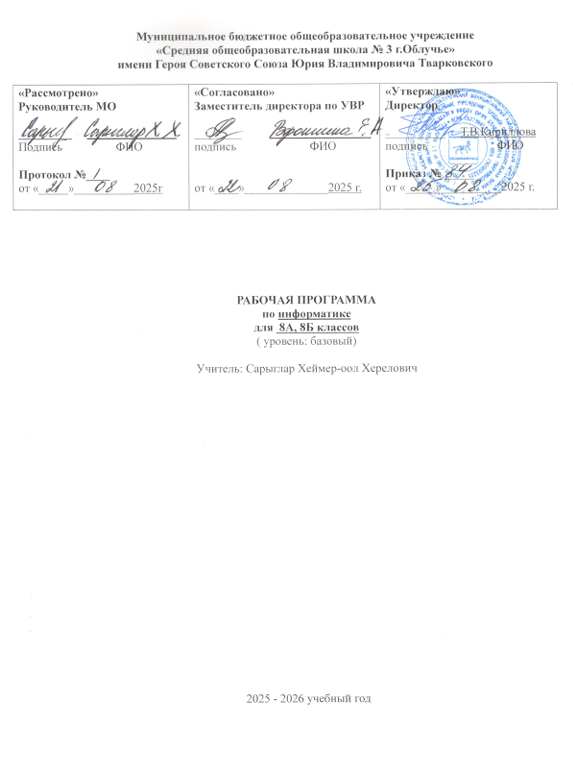 Муниципальное бюджетное общеобразовательное учреждение
«Средняя общеобразовательная школа № 3 г.Облучье»
имени Героя Советского Союза Юрия Владимировича Тварковского
«Рассмотрено»
Руководитель МО
Сарыглар Х. Х.
Подпись ФИО
Протокол № 1
от « 21 » 08 2025г
«Согласовано»
Заместитель директора по УВР
Е. А
подпись ФИО
от « » 08 2025 г.
«Утверждаю»
Директор
Т.В.Кириллова
подпись ФИО
Приказ №
от « » 08 2025 г.
РАБОЧАЯ ПРОГРАММА
по информатике
для 8А, 8Б классов
( уровень: базовый)
Учитель: Сарыглар Хеймер-оол Херелович
2025 - 2026 учебный год